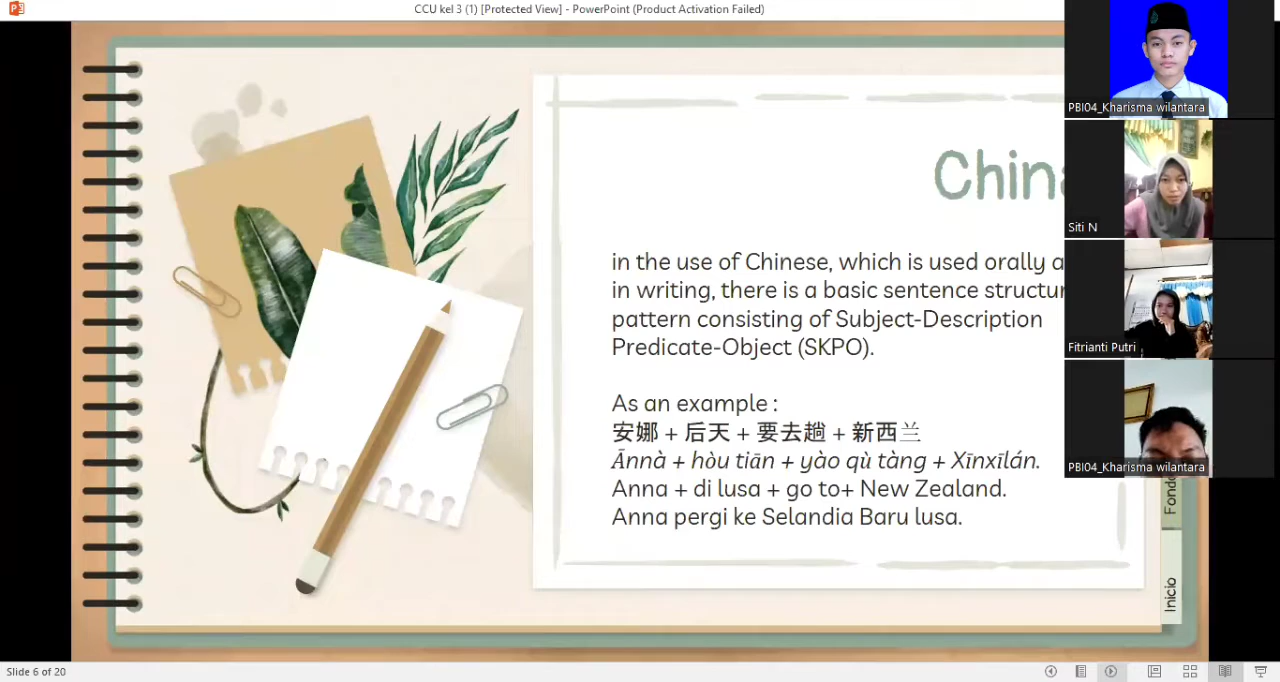 CCU kel 3 (1) [Protected View] - PowerPoint (Product Activation Failed)
PBI04_Kharisma wilantara
Siti N
Fitrianti Putri
PBI04_Kharisma wilantara
in the use of Chinese, which is used orally
in writing, there is a basic sentence
pattern consisting of Subject-Description
Predicate-Object (SKPO).
As an example :
安娜 + 后天 + 要去趟 + 新西兰
Ānnà + hòu tiān + yào qù tàng + Xīnxīlán.
Anna + di lusa + go to+ New Zealand.
Anna pergi ke Selandia Baru lusa.
Inicio
Slide 6 of 20